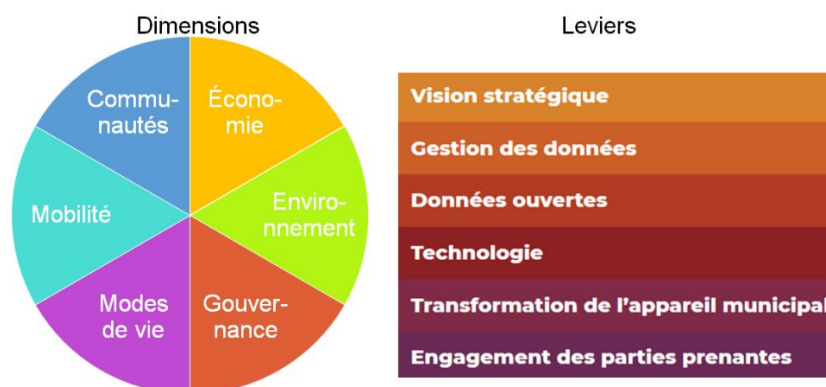 Dimensions
Commu-
nautés
Écono-
mie
Mobilité
Enviro-
nnement
Modes
de vie
Gouver-
nance
Leviers
Vision stratégique
Gestion des données
Données ouvertes
Technologie
Transformation de l’appareil municipal
Engagement des parties prenantes